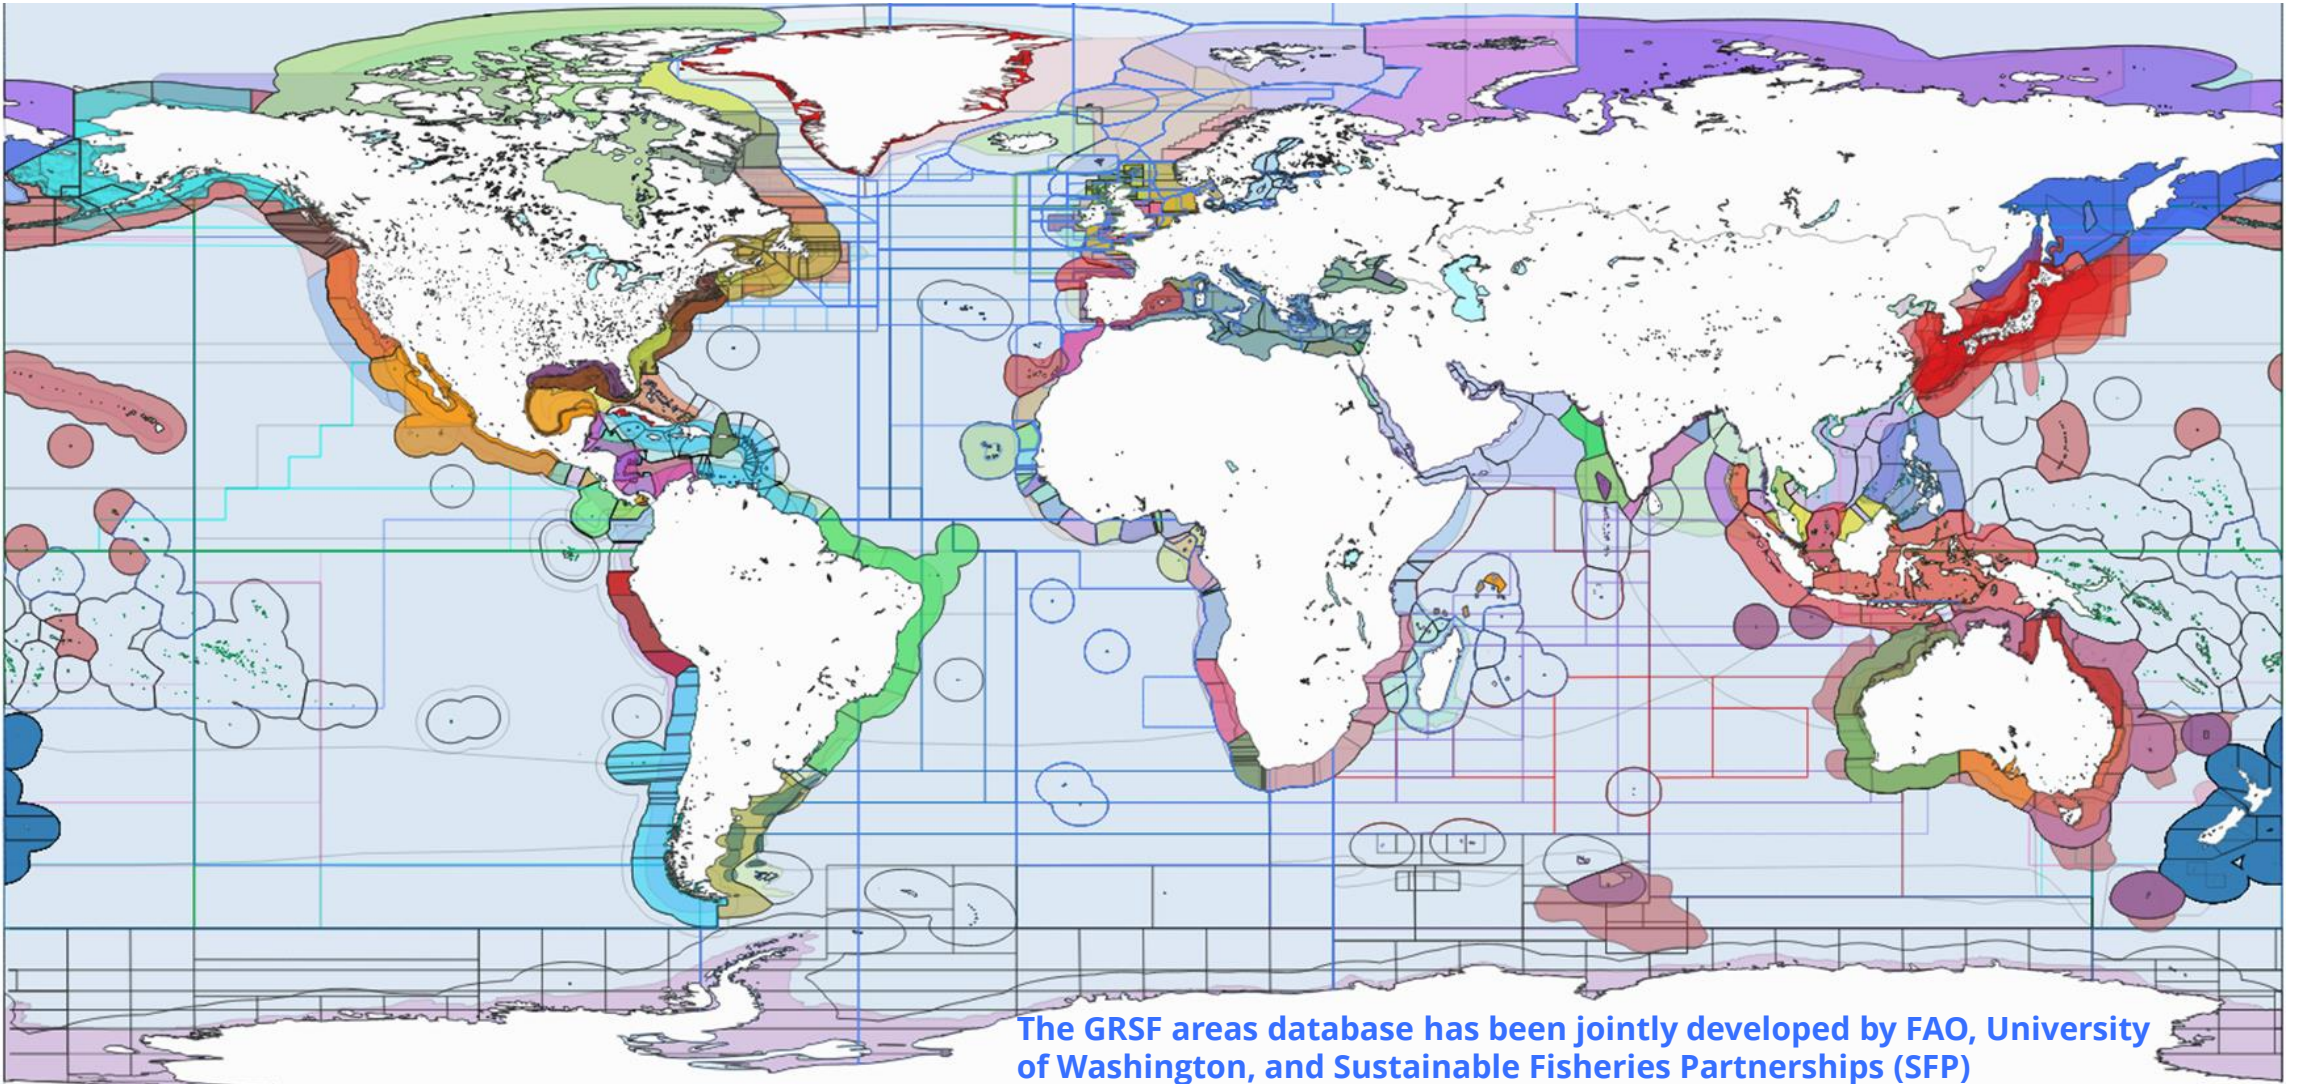 The GRSF areas database has been jointly developed by FAO, University
of Washington, and Sustainable Fisheries Partnerships (SFP)